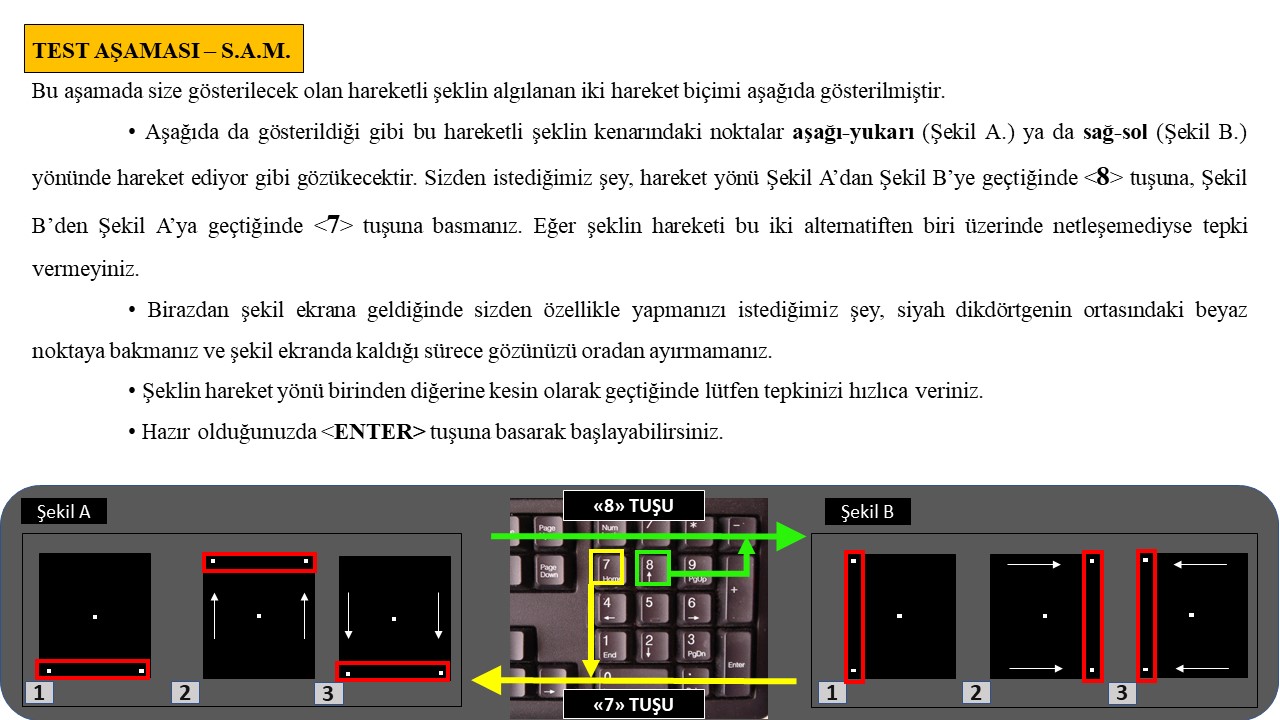 TEST AŞAMASI – S.A.M.
Bu aşamada size gösterilecek olan hareketli şeklin algılanan iki hareket biçimi aşağıda gösterilmiştir.
• Aşağıda da gösterildiği gibi bu hareketli şeklin kenarındaki noktalar aşağı-yukarı (Şekil A.) ya da sağ-sol (Şekil B.)
yönünde hareket ediyor gibi gözükecektir. Sizden istediğimiz şey, hareket yönü Şekil A’dan Şekil B’ye geçtiğinde <8> tuşuna, Şekil
B’den Şekil A’ya geçtiğinde <7> tuşuna basmanız. Eğer şeklin hareketi bu iki alternatiften biri üzerinde netleşemediyse tepki
vermeyiniz.
• Birazdan şekil ekrana geldiğinde sizden özellikle yapmanızı istediğimiz şey, siyah dikdörtgenin ortasındaki beyaz
noktaya bakmanız ve şekil ekranda kaldığı sürece gözünüzü oradan ayırmamanız.
• Şeklin hareket yönü birinden diğerine kesin olarak geçtiğinde lütfen tepkinizi hızlıca veriniz.
• Hazır olduğunuzda <ENTER> tuşuna basarak başlayabilirsiniz.
Şekil A
1
2
3
«8» TUŞU
Page
Num
/
*
-
Page
Down
7
Home
8
9
PgUp
+
4
5
6
1
End
2
3
PgDn
Enter
0
.
«7» TUŞU
Şekil B
1
2
3